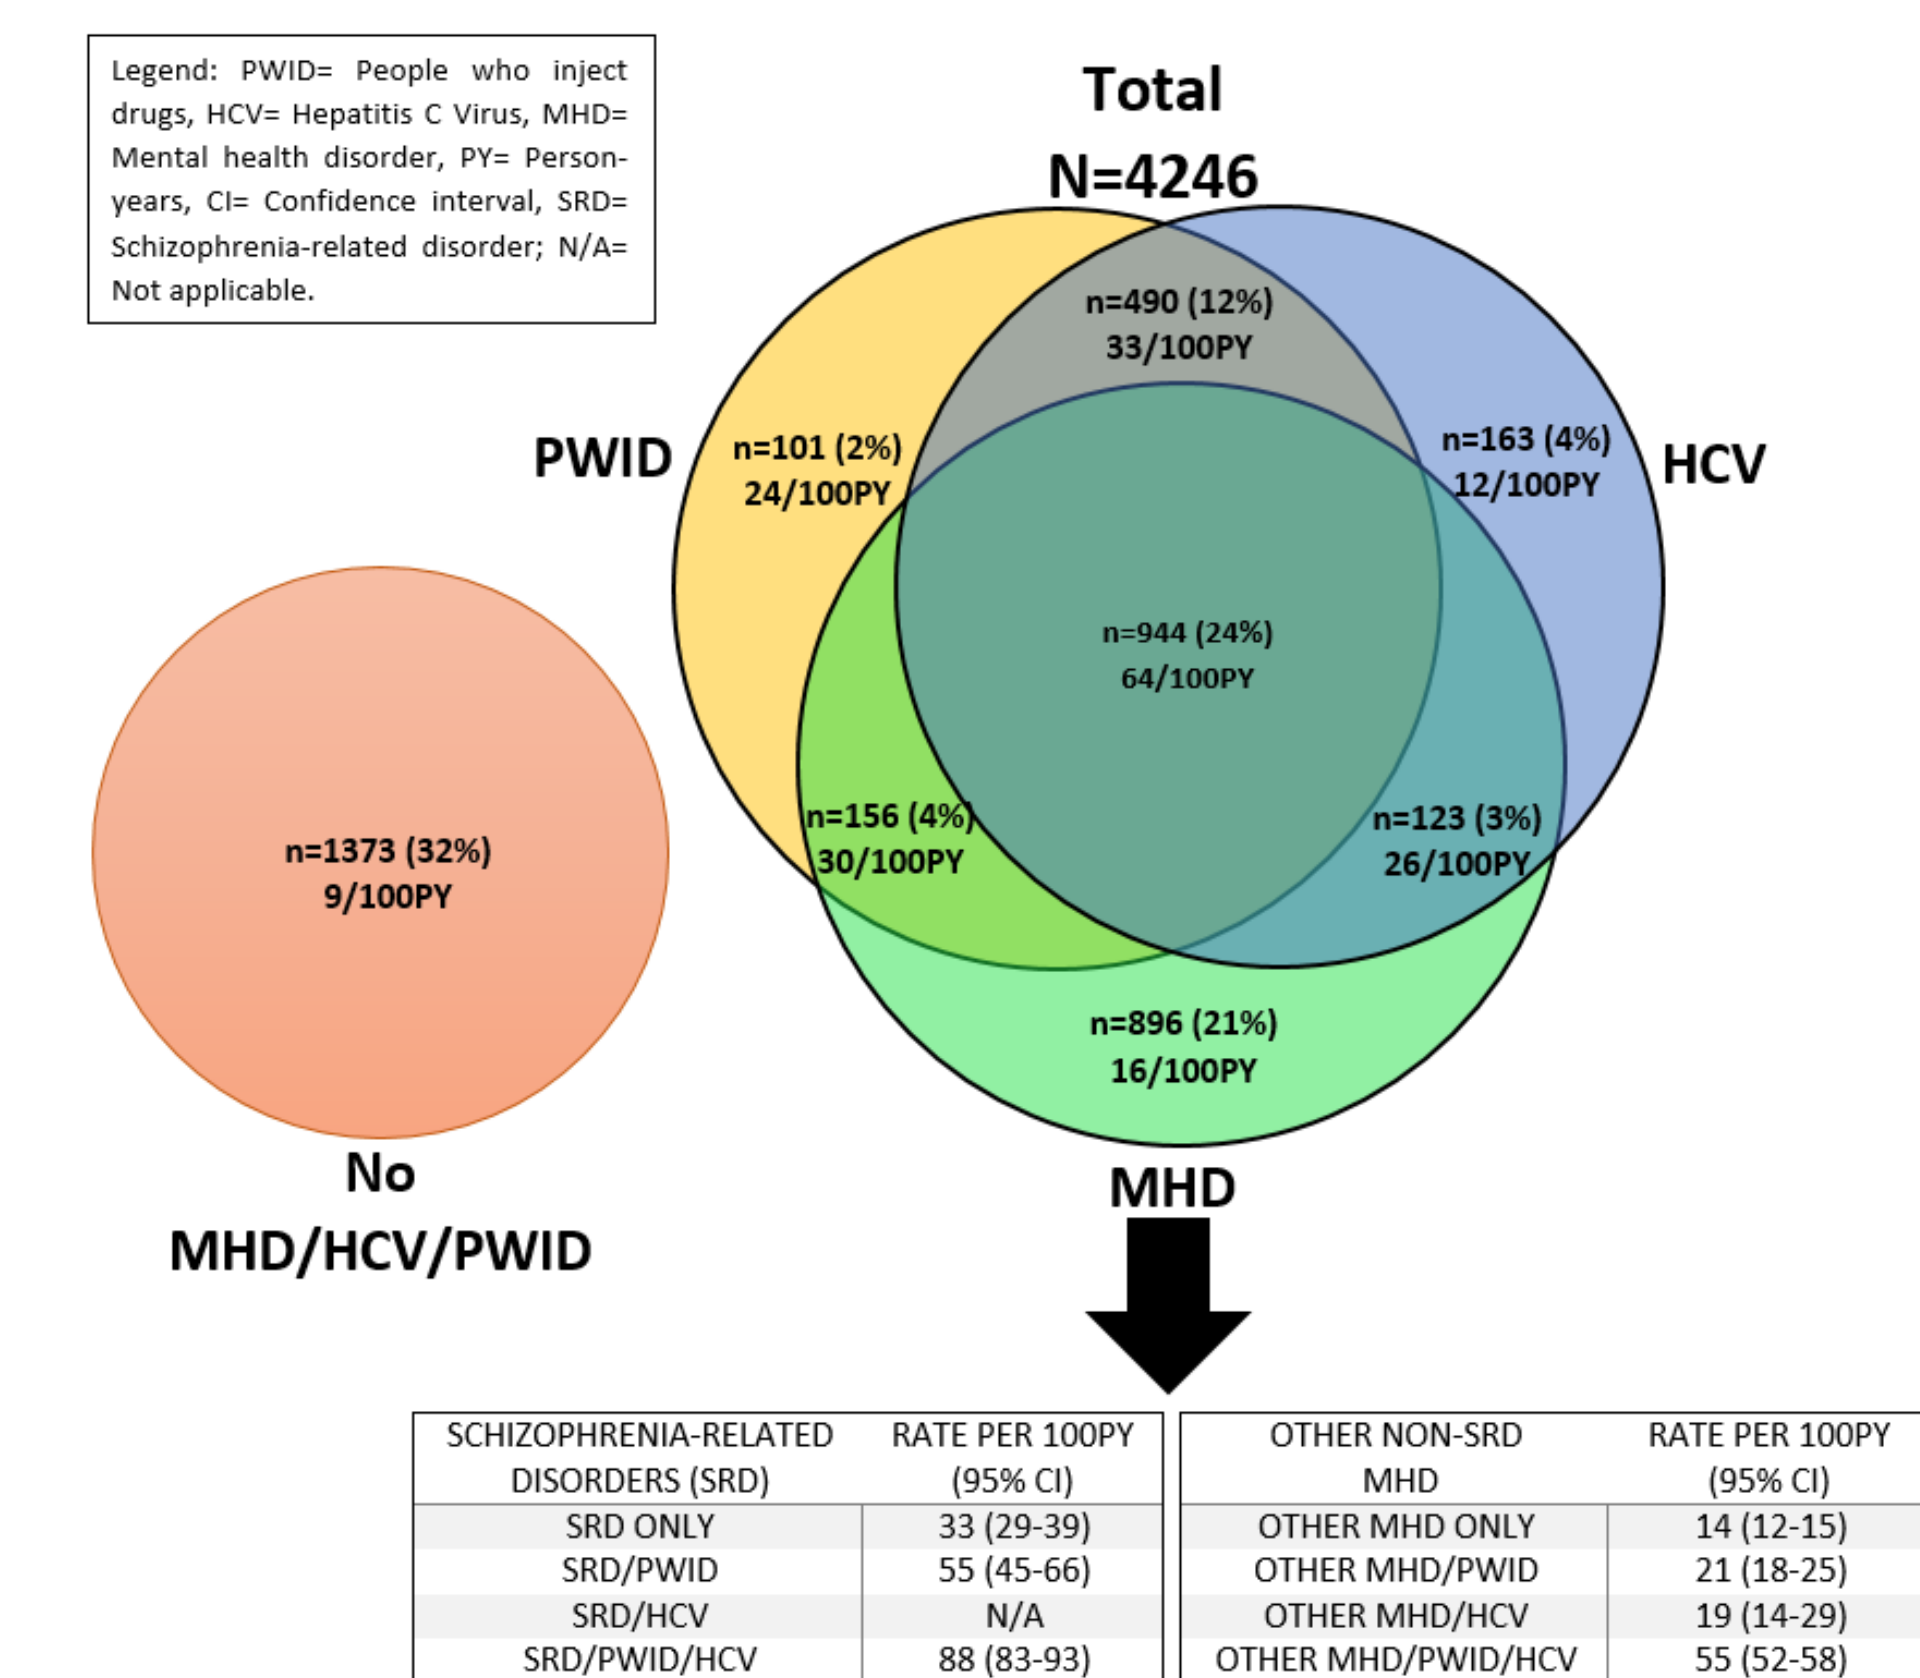 Legend: PWID= People who inject
drugs, HCV= Hepatitis C Virus, MHD=
Mental health disorder, PY= Person-
years, CI= Confidence interval, SRD=
Schizophrenia-related disorder; N/A=
Not applicable.
Total
N=4246
n=490 (12%)
33/100PY
PWID
n=101 (2%)
24/100PY
n=163 (4%)
12/100PY
HCV
n=944 (24%)
64/100PY
n=156 (4%)
30/100PY
n=123 (3%)
26/100PY
n=1373 (32%)
9/100PY
n=896 (21%)
16/100PY
No
MHD/HCV/PWID
MHD
SCHIZOPHRENIA-RELATED DISORDERS (SRD) RATE PER 100PY (95% CI)
SRD ONLY 33 (29-39)
SRD/PWID 55 (45-66)
SRD/HCV N/A
SRD/PWID/HCV 88 (83-93)
OTHER NON-SRD MHD RATE PER 100PY (95% CI)
OTHER MHD ONLY 14 (12-15)
OTHER MHD/PWID 21 (18-25)
OTHER MHD/HCV 19 (14-29)
OTHER MHD/PWID/HCV 55 (52-58)